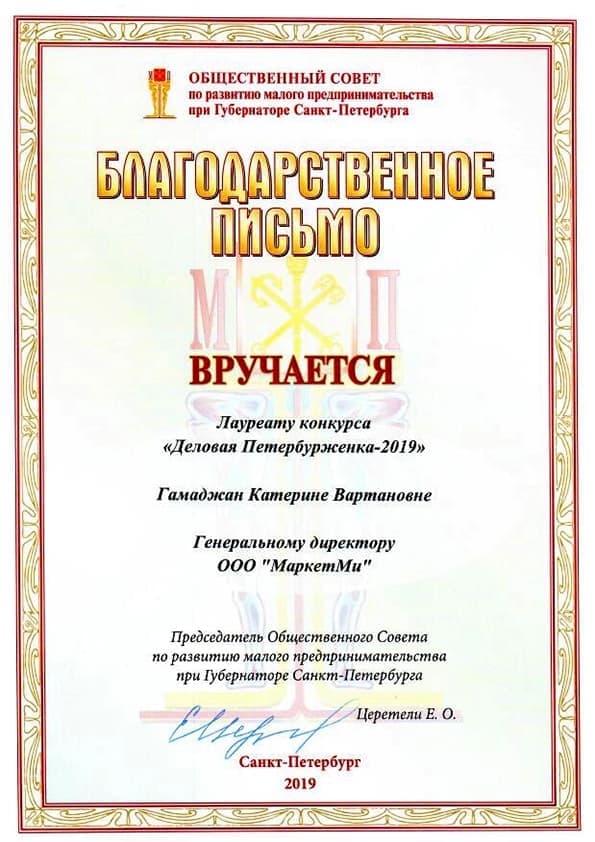 М П
ОБЩЕСТВЕННЫЙ СОВЕТ
по развитию малого предпринимательства
при Губернаторе Санкт-Петербурга
БЛАГОДАРСТВЕННОЕ
ПИСЬМО
М П
ВРУЧАЕТСЯ
Лауреату конкурса
«Деловая Петербурженка-2019»
Гамаджан Катерине Вартановне
Генеральному директору
ООО "МаркетМи"
Председатель Общественного Совета
по развитию малого предпринимательства
при Губернаторе Санкт-Петербурга
Церетели Е. О.
Санкт-Петербург
2019